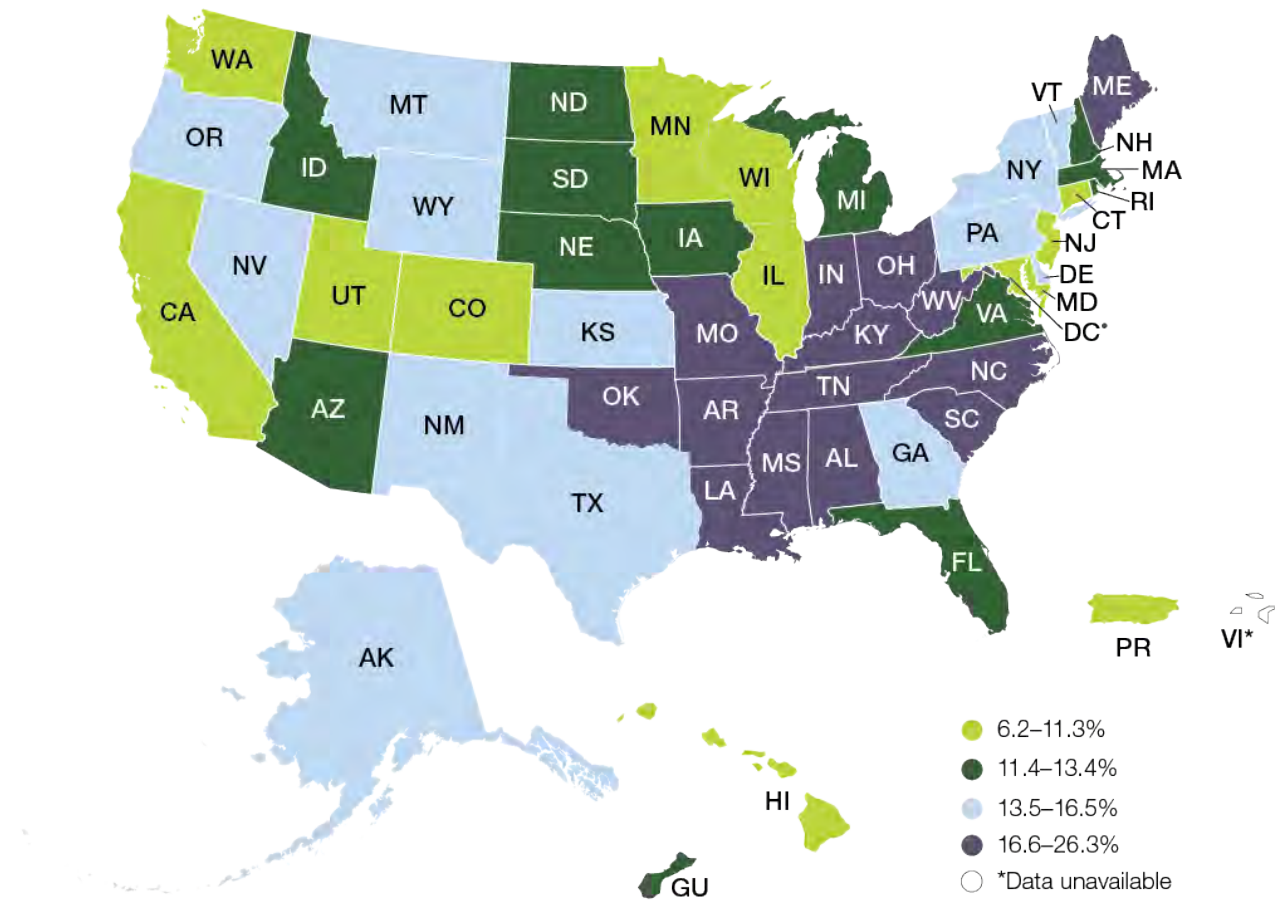 WA
MT
ND
MN
VT
ME
OR
ID
SD
WI
MI
NY
NH
MA
RI
CT
WY
NE
IA
PA
NJ
DE
MD
DC*
NV
UT
CO
IL
IN
OH
WV
VA
CA
KS
MO
KY
NC
TN
SC
AZ
NM
OK
AR
MS
AL
GA
LA
TX
FL
AK
PR
VI*
HI
GU
6.2–11.3%
11.4–13.4%
13.5–16.5%
16.6–26.3%
*Data unavailable